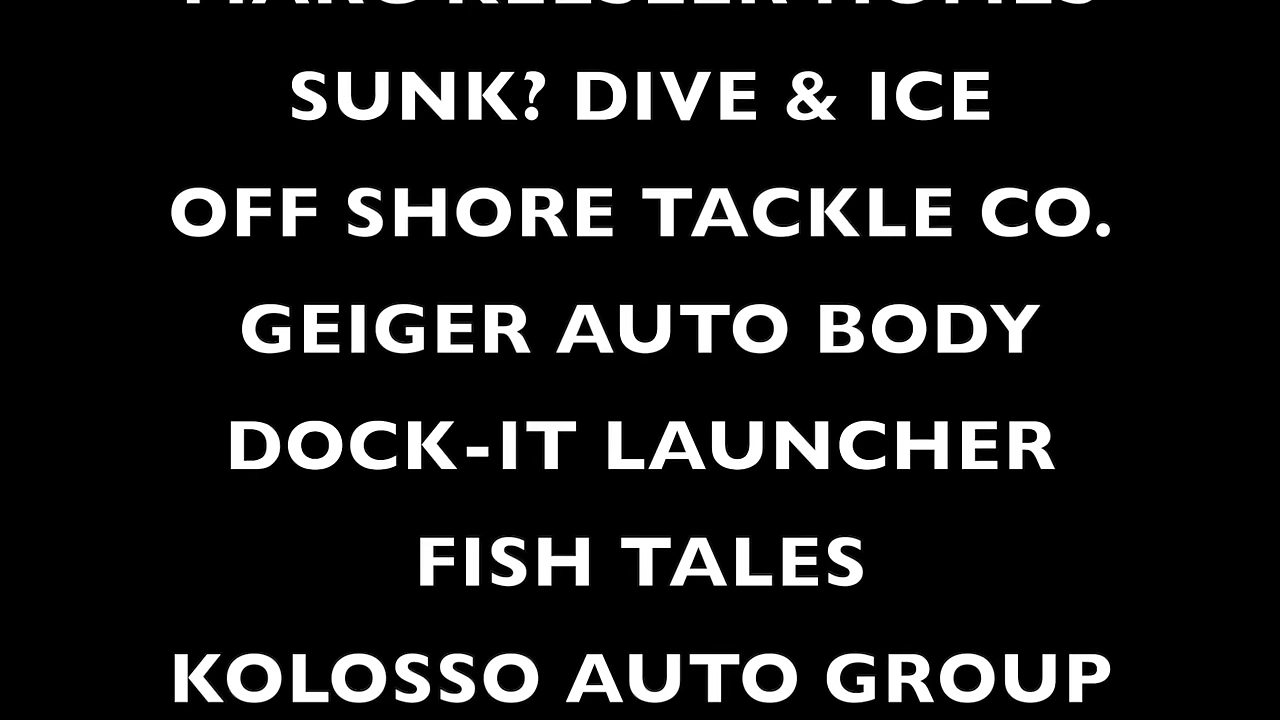 SUNK? DIVE & ICE
OFF SHORE TACKLE CO.
GEIGER AUTO BODY
DOCK-IT LAUNCHER
FISH TALES
KOLOSSO AUTO GROUP